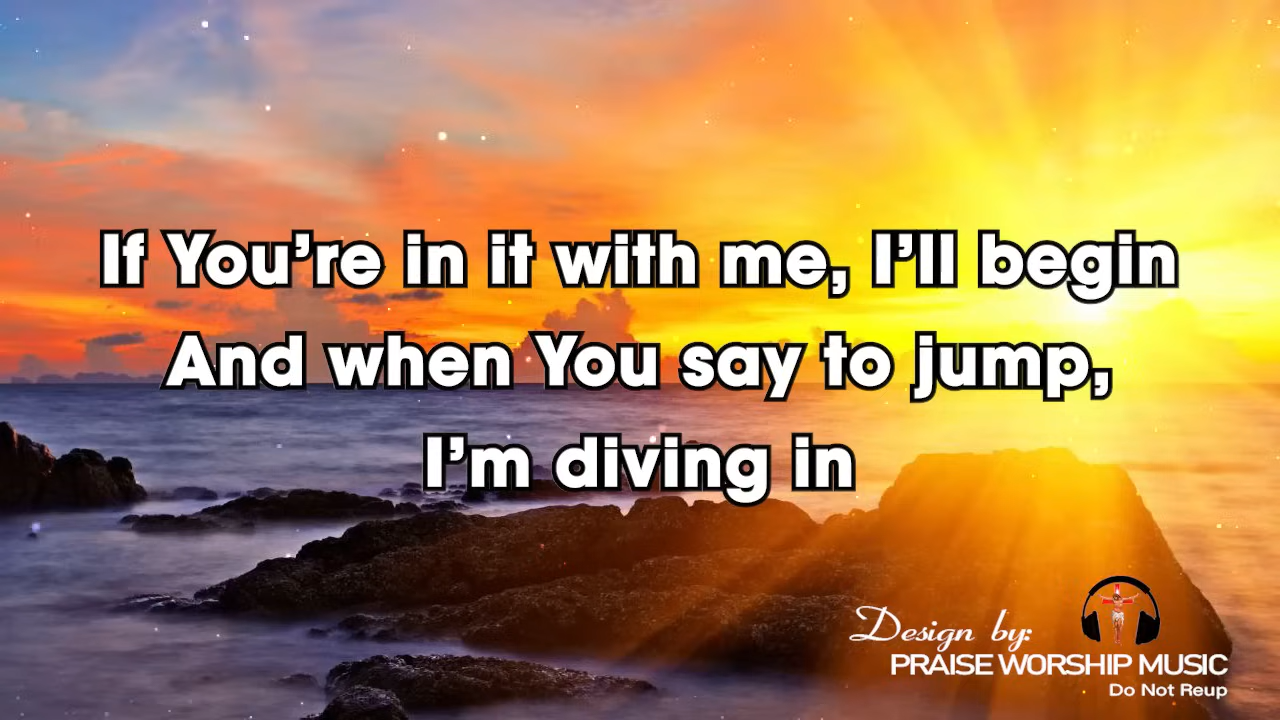 If You’re in it with me, I’ll begin
And when You say to jump,
I’m diving in
Design by:
PRAISE WORSHIP MUSIC
Do Not Reup